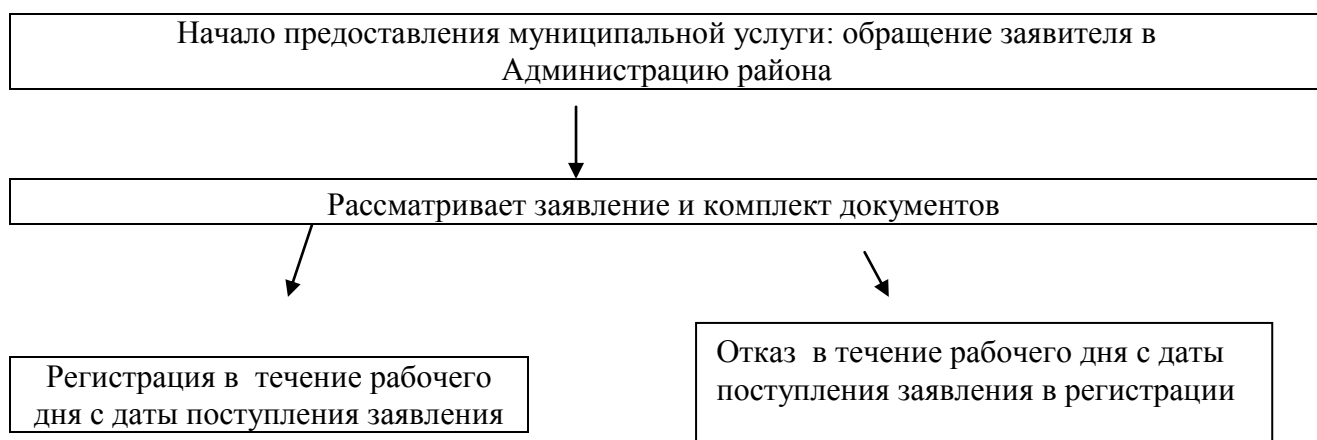 Начало предоставления муниципальной услуги: обращение заявителя в
Администрацию района
Рассматривает заявление и комплект документов
Регистрация в  течение рабочего
дня с даты поступления заявления
Отказ  в течение рабочего дня с даты
поступления заявления в регистрации